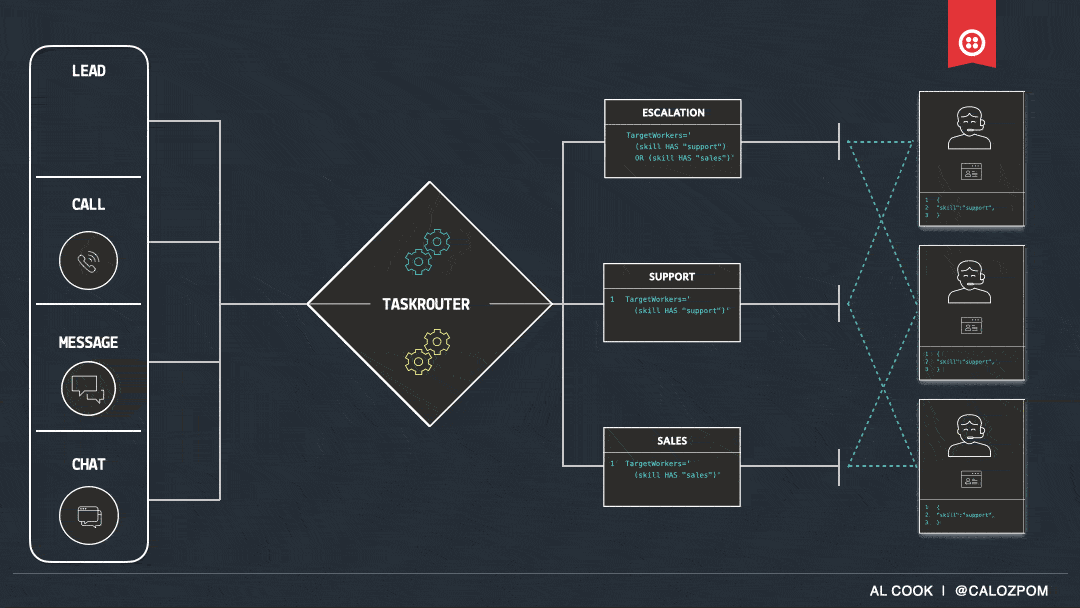 LEAD
CALL
MESSAGE
CHAT
TASKROUTER
ESCALATION
TargetWorkers='
(skill HAS "support")
OR (skill HAS "sales")'
SUPPORT
1 TargetWorkers='
(skill HAS "support")'
SALES
1 TargetWorkers='
(skill HAS "sales")'
1 {
2 "skill":"support",
3 }
1 {
2 "skill":"support",
3 }
1 {
2 "skill":"support",
3 }
AL COOK | @CALOZPOM